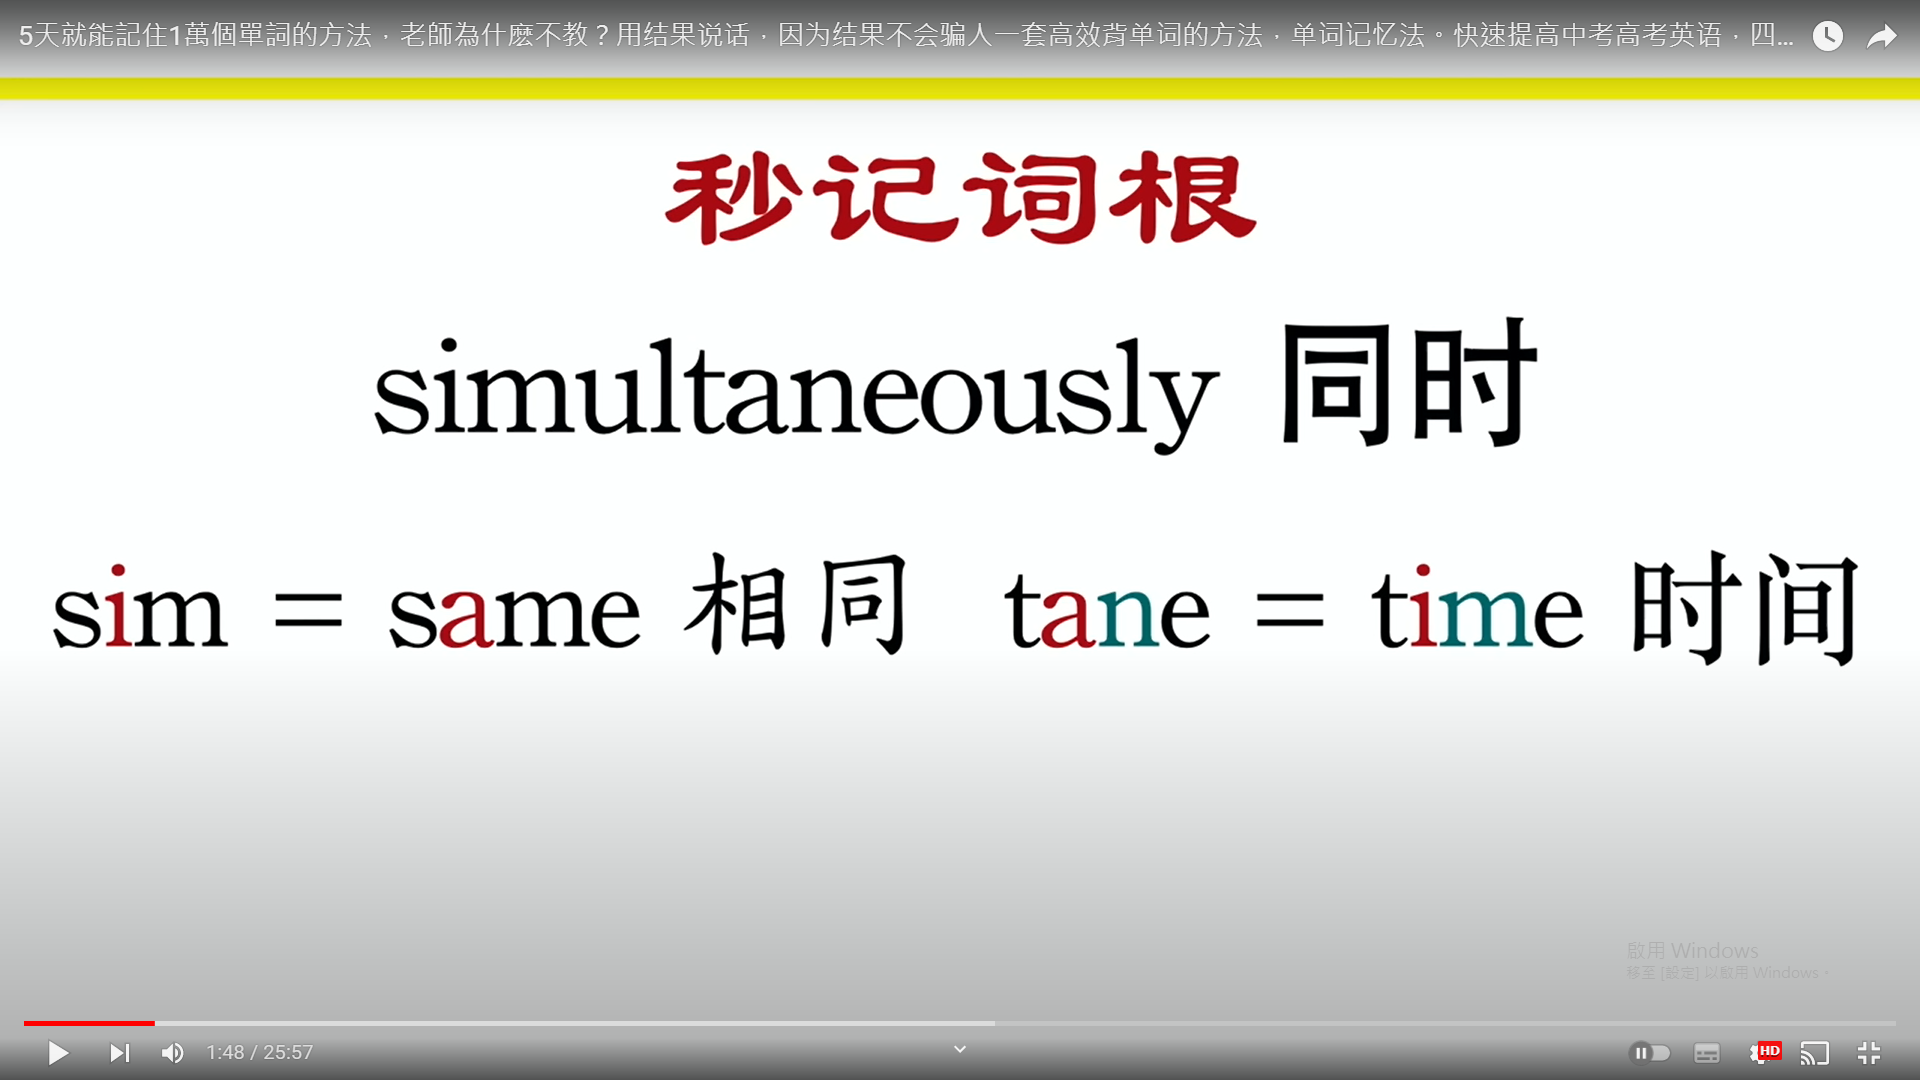 5天就能記住1萬個單詞的方法，老師為什麽不教？用结果说话，因为结果不会骗人一套高效背单词的方法，单词记忆法。快速提高中考高考英语，四...
秒记词根
simultaneously 同时
sim = same 相同 tane = time 时间
啟用 Windows
移至 [設定] 以啟用 Windows。
1:48 / 25:57
HD